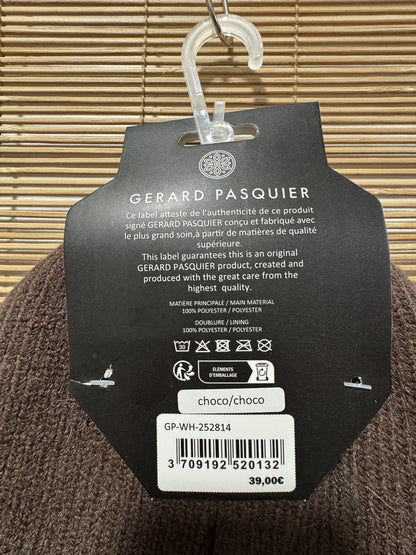 GERARD PASQUIER
Ce label atteste de l'authenticité de ce produit
signé GERARD PASQUIER conçu et fabriqué avec
le plus grand soin,à partir de matières de qualité
supérieure.
This label guarantees this is an original
GERARD PASQUIER product, created and
produced with the great care from the
highest quality.
MATIÈRE PRINCIPALE / MAIN MATERIAL
100% POLYESTER / POLYESTER
DOUBLURE / LINING
100% POLYESTER / POLYESTER
30
ÉLÉMENTS
D'EMBALLAGE
choco/choco
GP-WH-252814
3 709192 520132
39,00€